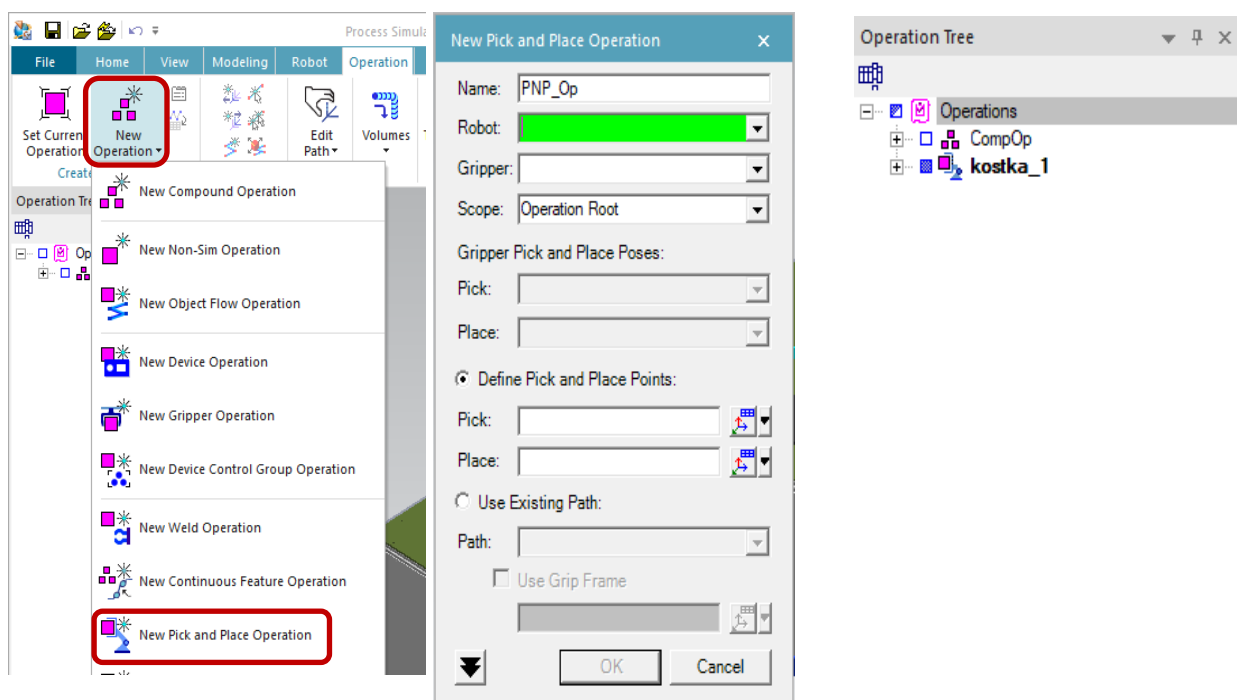 Process Simula
File Home View Modeling Robot Operation
Set Curren
Operation
New
Operation
Edit
Path
Volumes
Create
Operation Tre
Op
New Compound Operation
New Non-Sim Operation
New Object Flow Operation
New Device Operation
New Gripper Operation
New Device Control Group Operation
New Weld Operation
New Continuous Feature Operation
New Pick and Place Operation
New Pick and Place Operation
Name: PNP_Op
Robot:
Gripper:
Scope: Operation Root
Gripper Pick and Place Poses:
Pick:
Place:
Define Pick and Place Points:
Pick:
Place:
Use Existing Path:
Path:
Use Grip Frame
OK Cancel
Operation Tree
Operations
CompOp
kostka_1